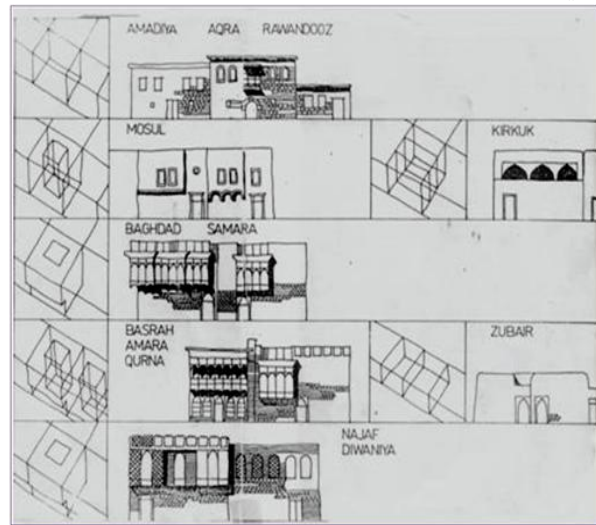 AMADIYA AQRA RAWANDOOZ
MOSUL
KIRKUK
BAGHDAD SAMARA
BASRAH
AMARA
QURNA
ZUBAIR
NAJAF
DIWANIYA